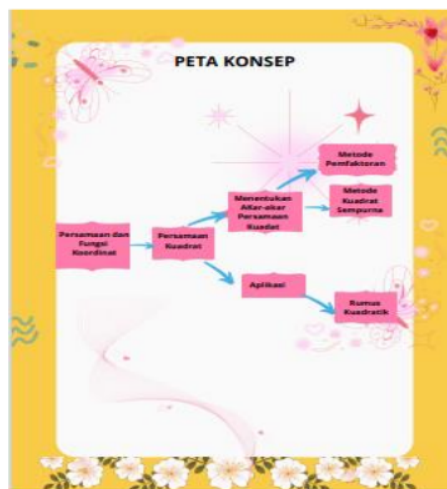 PETA KONSEP
Metode
Pemfaktoran
Menentukan
AKar-akar
Persamaan
Kuadat
Metode
Kuadrat
Sempurna
Persamaan dan
Fungsi
Koordinat
Persamaan
Kuadrat
Aplikasi
Rumus
Kuadratik